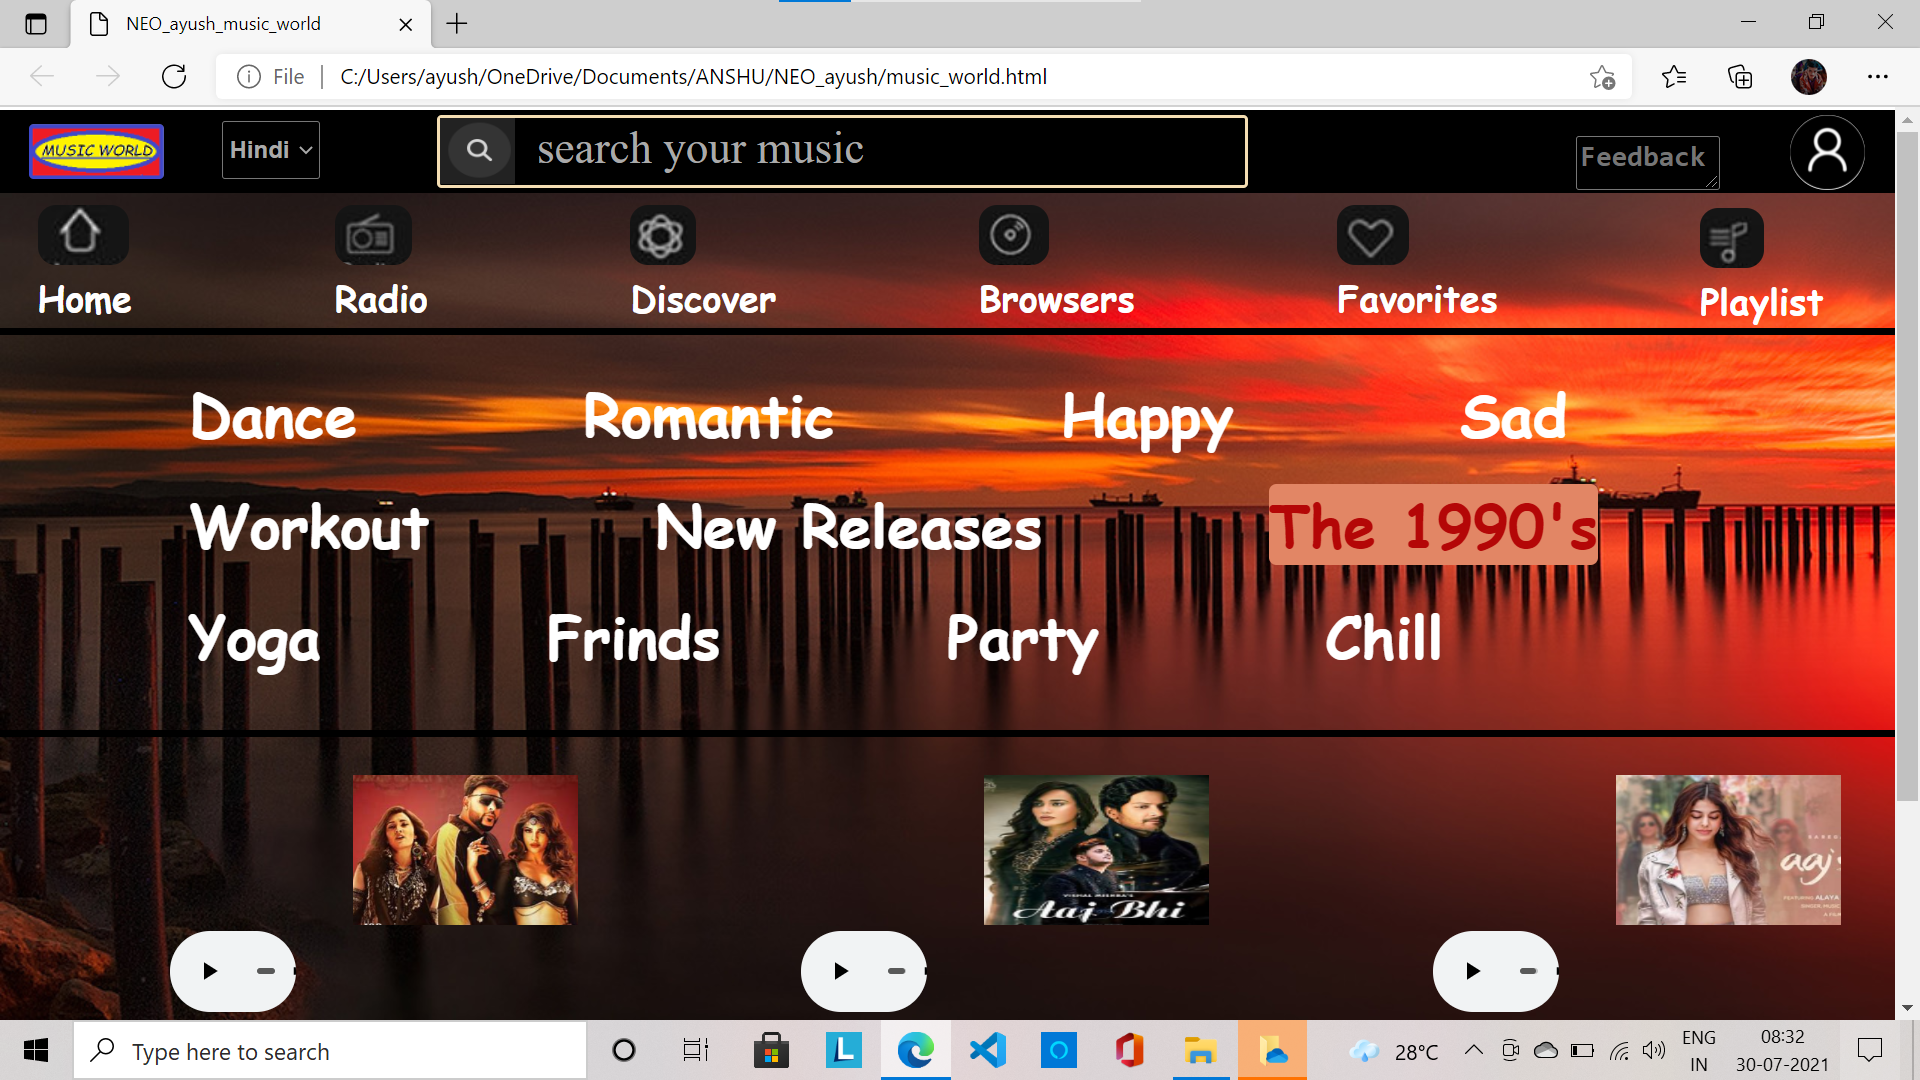 NEO_ayush_music_world
File C:/Users/ayush/OneDrive/Documents/ANSHU/NEO_ayush/music_world.html
MUSIC WORLD
Hindi
search your music
Feedback
Home Radio Discover Browsers Favorites Playlist
Dance Romantic Happy Sad
Workout New Releases The 1990's
Yoga Frinds Party Chill
Aaj Bhi
aaj
ALAYA
Type here to search
28°C
ENG
IN
08:32
30-07-2021